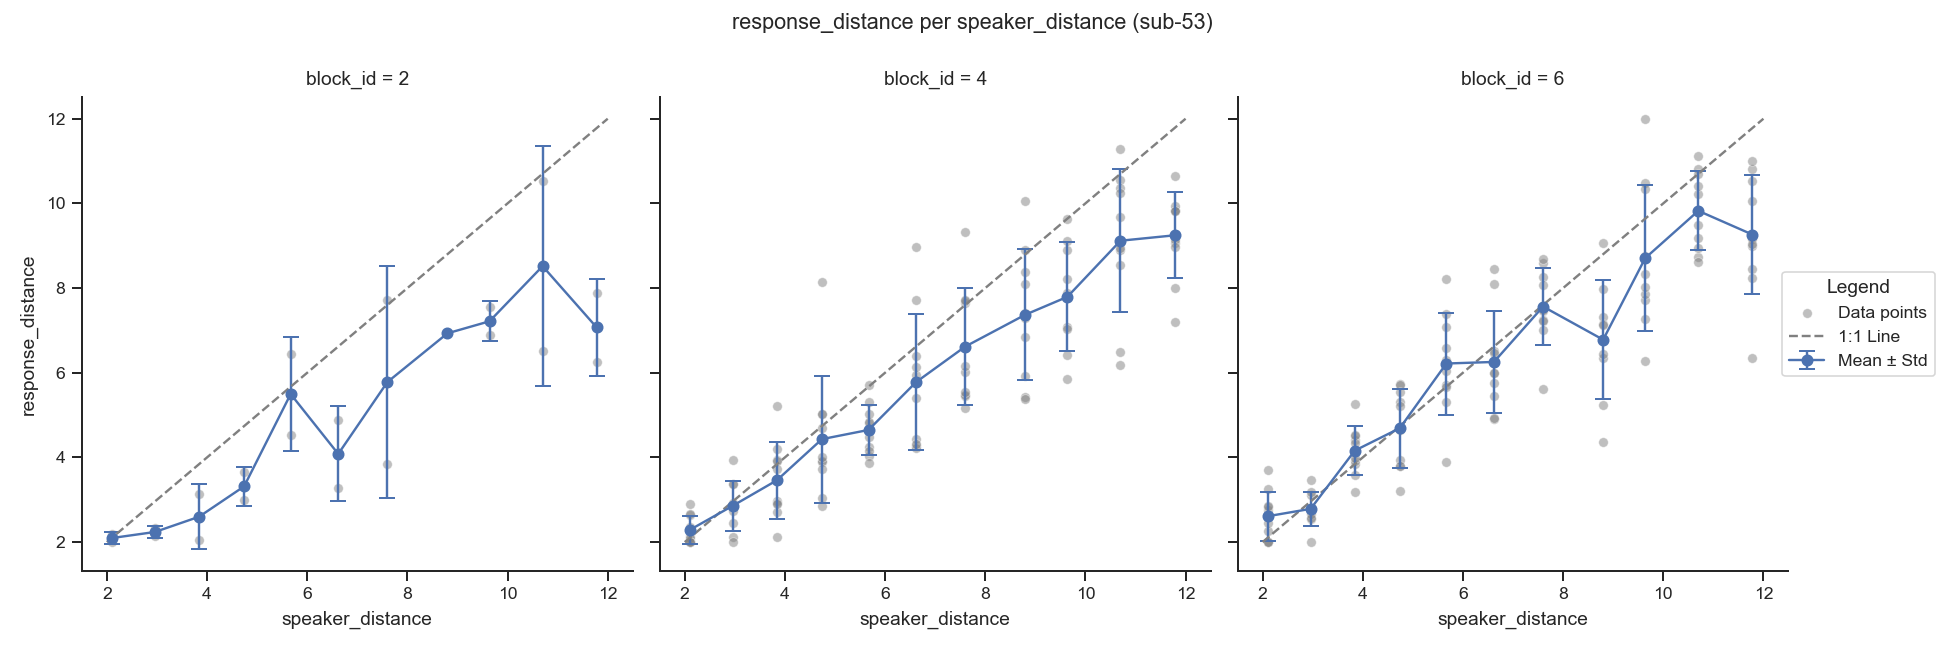 response_distance per speaker_distance (sub-53)
block_id = 2
block_id = 4
block_id = 6
response_distance
12
10
8
6
4
2
2 4 6 8 10 12
2 4 6 8 10 12
2 4 6 8 10 12
speaker_distance
speaker_distance
speaker_distance
Legend
Data points
1:1 Line
Mean ± Std